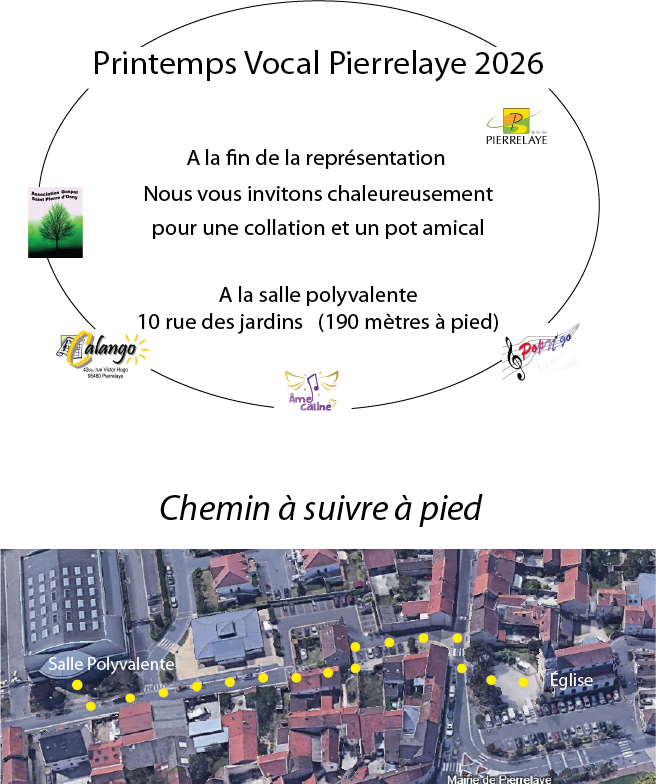 Printemps Vocal Pierrelaye 2026
Ville de
PIERRELAYE
A la fin de la représentation
Nous vous invitons chaleureusement
pour une collation et un pot amical
Association Gospel
Saint Pierre d'Osny
A la salle polyvalente
10 rue des jardins (190 mètres à pied)
Calango
42bis, rue Victor Hugo
95480 Pierrelaye
Pop n' go
Âme
Câline
Chemin à suivre à pied
Salle Polyvalente
Église
Mairie de Pierrelaye